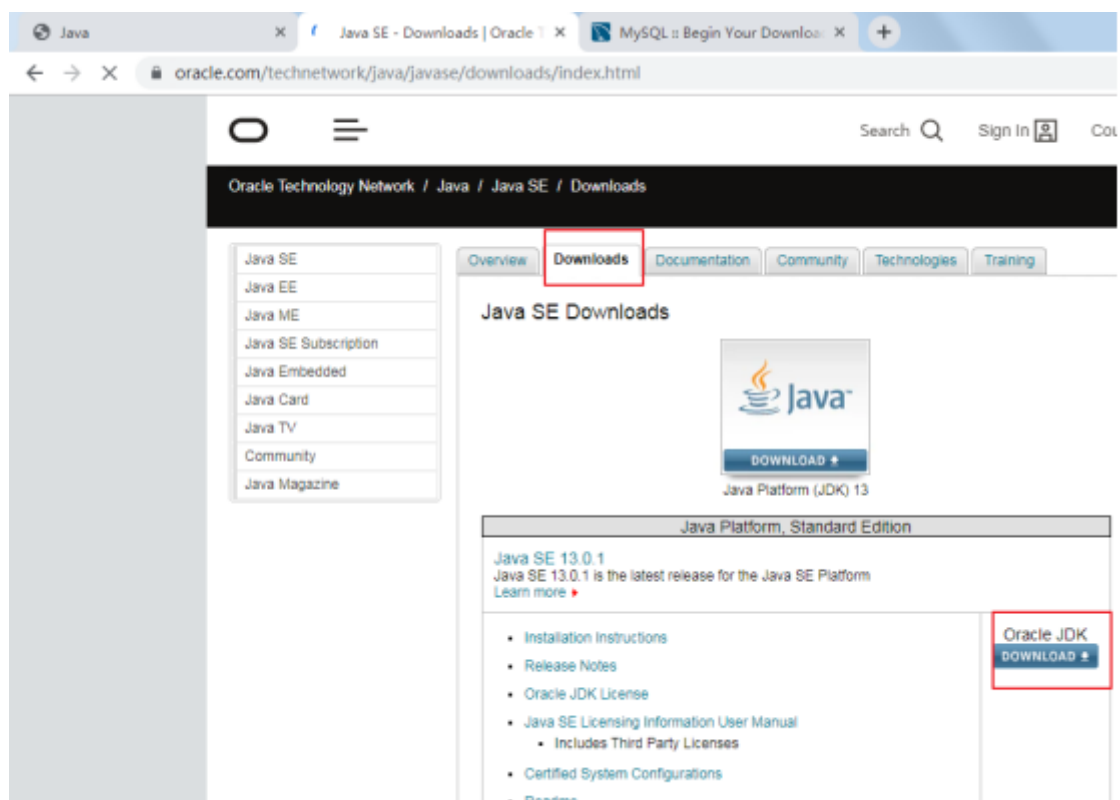 Java
Java SE - Downloads | Oracle T
MySQL :: Begin Your Downloa
oracle.com/technetwork/java/javase/downloads/index.html
Search
Sign In
Cou
Oracle Technology Network / Java / Java SE / Downloads
Java SE
Java EE
Java ME
Java SE Subscription
Java Embedded
Java Card
Java TV
Community
Java Magazine
Overview Downloads Documentation Community Technologies Training
Java SE Downloads
Java™
DOWNLOAD
Java Platform (JDK) 13
Java Platform, Standard Edition
Java SE 13.0.1
Java SE 13.0.1 is the latest release for the Java SE Platform
Learn more
Installation Instructions
Release Notes
Oracle JDK License
Java SE Licensing Information User Manual
Includes Third Party Licenses
Certified System Configurations
Readme
Oracle JDK
DOWNLOAD